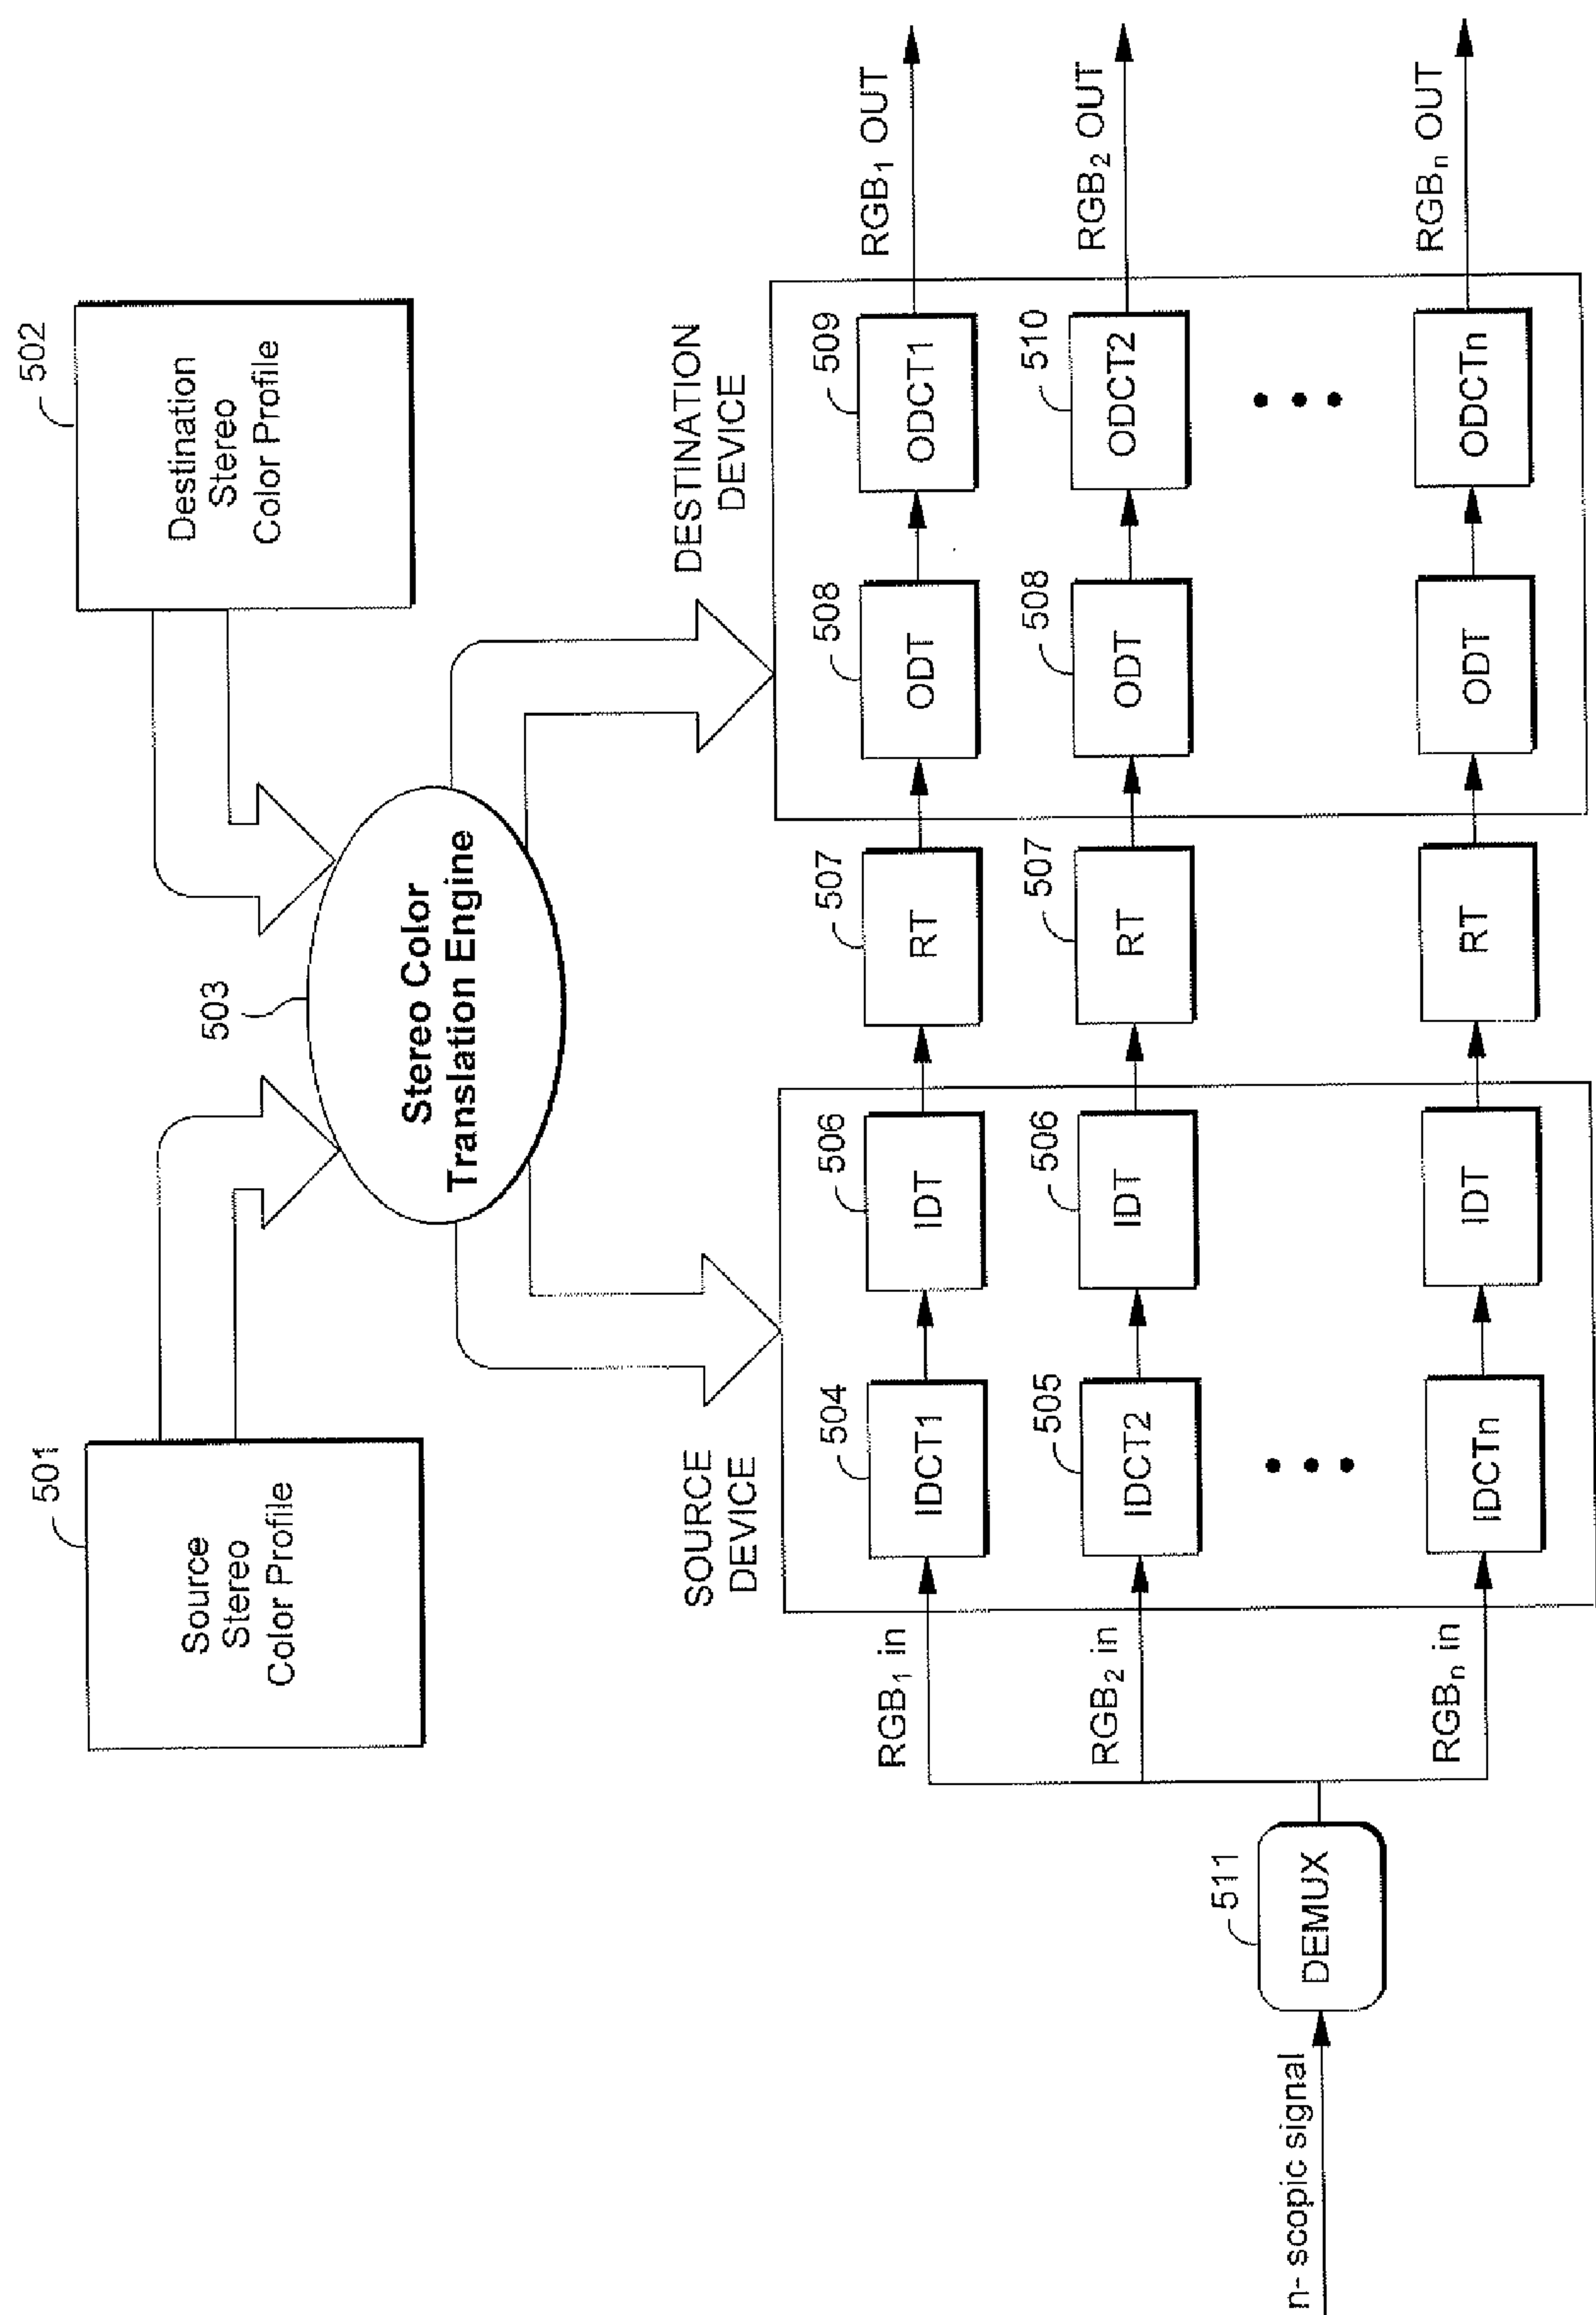 501
Source
Stereo
Color Profile
502
Destination
Stereo
Color Profile
503
Stereo Color
Translation Engine
SOURCE
DEVICE
DESTINATION
DEVICE
RGB1 in
504
IDCT1
506
IDT
507
RT
508
ODT
509
ODCT1
RGB1 OUT
RGB2 in
505
IDCT2
506
IDT
507
RT
508
ODT
510
ODCT2
RGB2 OUT
RGBn in
IDCTn
IDT
RT
ODT
ODCTn
RGBn OUT
n- scopic signal
511
DEMUX